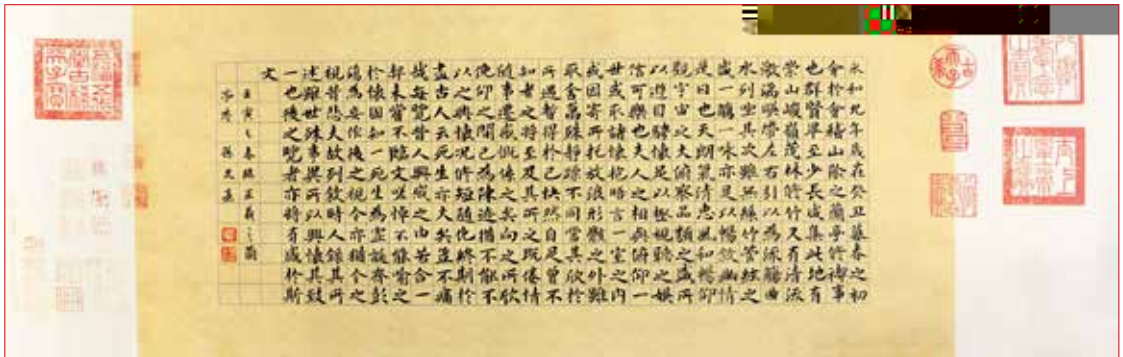 永和九年歲在癸丑暮春之初
會於會稽山陰之蘭亭脩禊事
也群賢畢至少長咸集此地有
崇山峻嶺茂林脩竹又有清流
激湍暎帶左右引以為流觴曲
水列坐其次雖無絲竹管絃之
盛一觴一詠亦足以暢敘幽情
是日也天朗氣清惠風和暢仰
觀宇宙之大俯察品類之盛所
以遊目騁懷足以極視聽之娛
信可樂也夫人之相與俯仰一
世或取諸懷抱晤言一室之內
或因寄所託放浪形骸之外雖
取舍萬殊靜躁不同當其欣於
所遇暫得於己快然自足曾不
知老之將至及其所之既倦情
隨事遷感慨係之矣向之所欣
俛仰之間已為陳迹猶不能不
以之興懷況脩短隨化終期於
盡古人云死生亦大矣豈不痛
哉每覽昔人興感之由若合一
契未嘗不臨文嗟悼不能喻之
於懷固知一死生為虛誕齊彭
殤為妄作後之視今亦猶今之
視昔悲夫故列敘時人錄其所
述雖世殊事異所以興懷其致
一也後之覽者亦將有感於斯
文
壬寅之春臨王羲之蘭
亭序